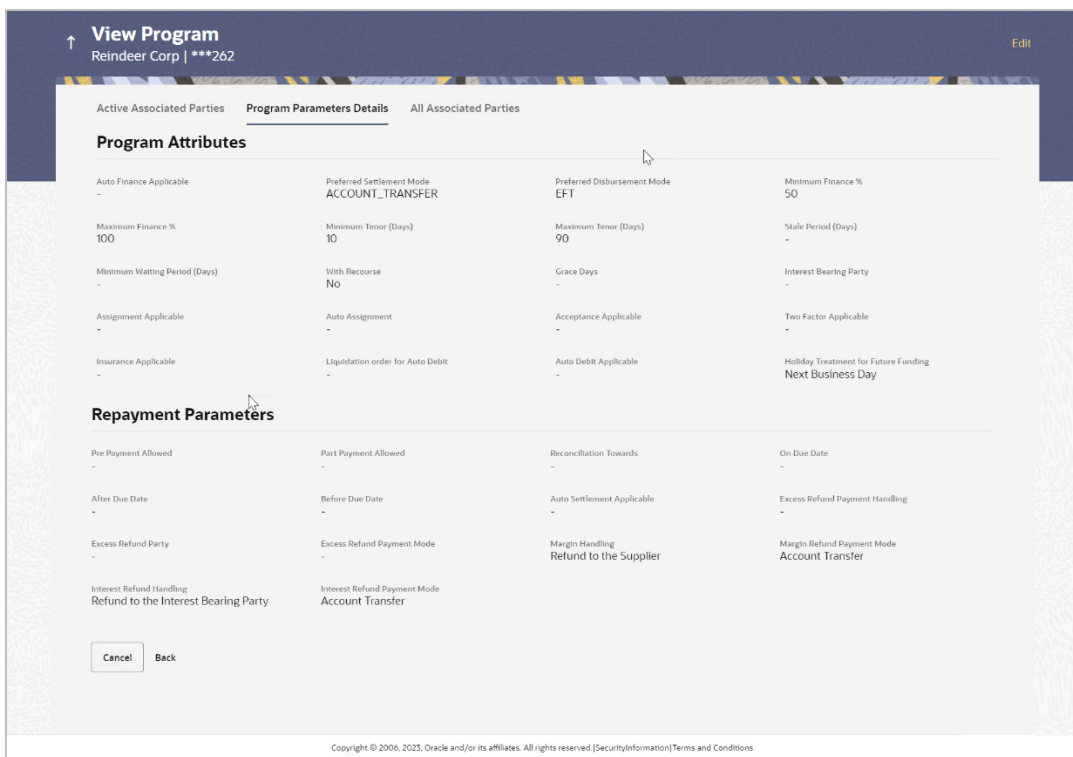 View Program
Reindeer Corp | ***262
Edit
Active Associated Parties Program Parameters Details All Associated Parties
Program Attributes
Auto Finance Applicable Preferred Settlement Mode Preferred Disbursement Mode Minimum Finance %
- ACCOUNT_TRANSFER EFT 50
Maximum Finance % Minimum Tenor (Days) Maximum Tenor (Days) Stale Period (Days)
100 10 90 -
Minimum Waiting Period (Days) With Recourse Grace Days Interest Bearing Party
- No - -
Assignment Applicable Auto Assignment Acceptance Applicable Two Factor Applicable
- - - -
Insurance Applicable Liquidation order for Auto Debit Auto Debit Applicable Holiday Treatment for Future Funding
- - - Next Business Day
Repayment Parameters
Pre Payment Allowed Part Payment Allowed Reconciliation Towards On Due Date
- - - -
After Due Date Before Due Date Auto Settlement Applicable Excess Refund Payment Handling
- - - -
Excess Refund Party Excess Refund Payment Mode Margin Handling Margin Refund Payment Mode
- - Refund to the Supplier Account Transfer
Interest Refund Handling Interest Refund Payment Mode
Refund to the Interest Bearing Party Account Transfer
Cancel Back
Copyright © 2006, 2023, Oracle and/or its affiliates. All rights reserved.|SecurityInformation|Terms and Conditions